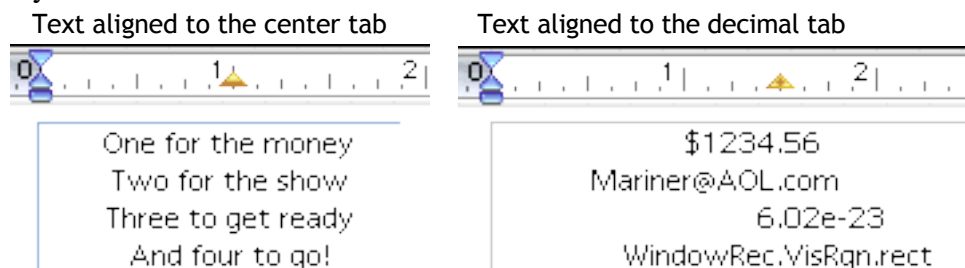 Text aligned to the center tab
0 1 2
One for the money
Two for the show
Three to get ready
And four to go!
Text aligned to the decimal tab
0 1 2
$1234.56
Mariner@AOL.com
6.02e-23
WindowRec.VisRgn.rect